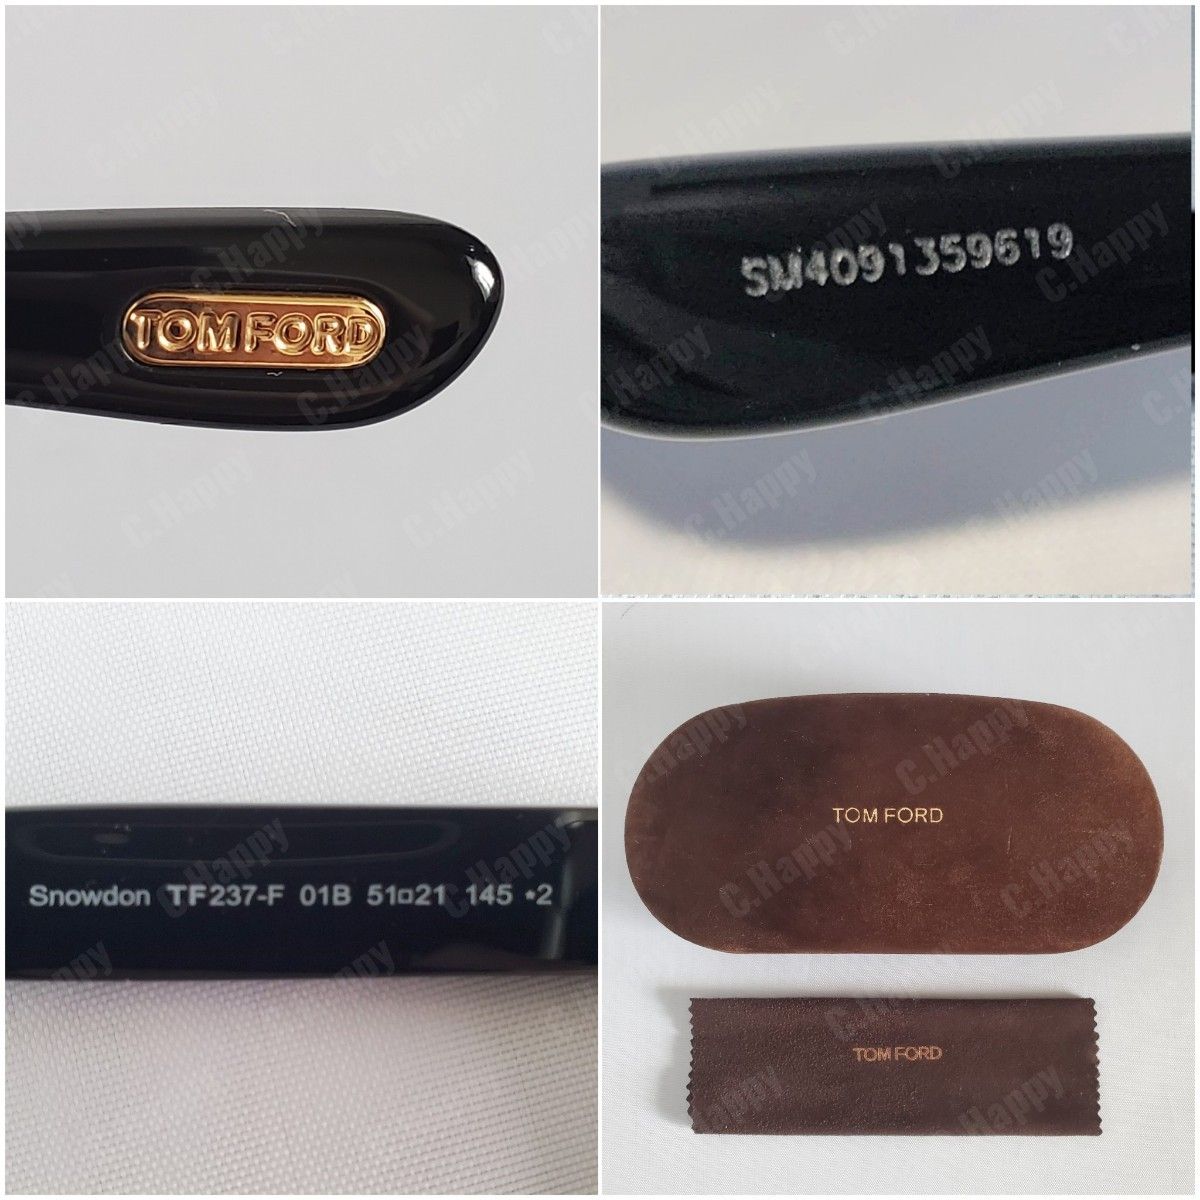 TOM FORD
SM4091359619
Snowdon TF237-F 01B 51□21 145 *2
TOM FORD
TOM FORD
C.Happy